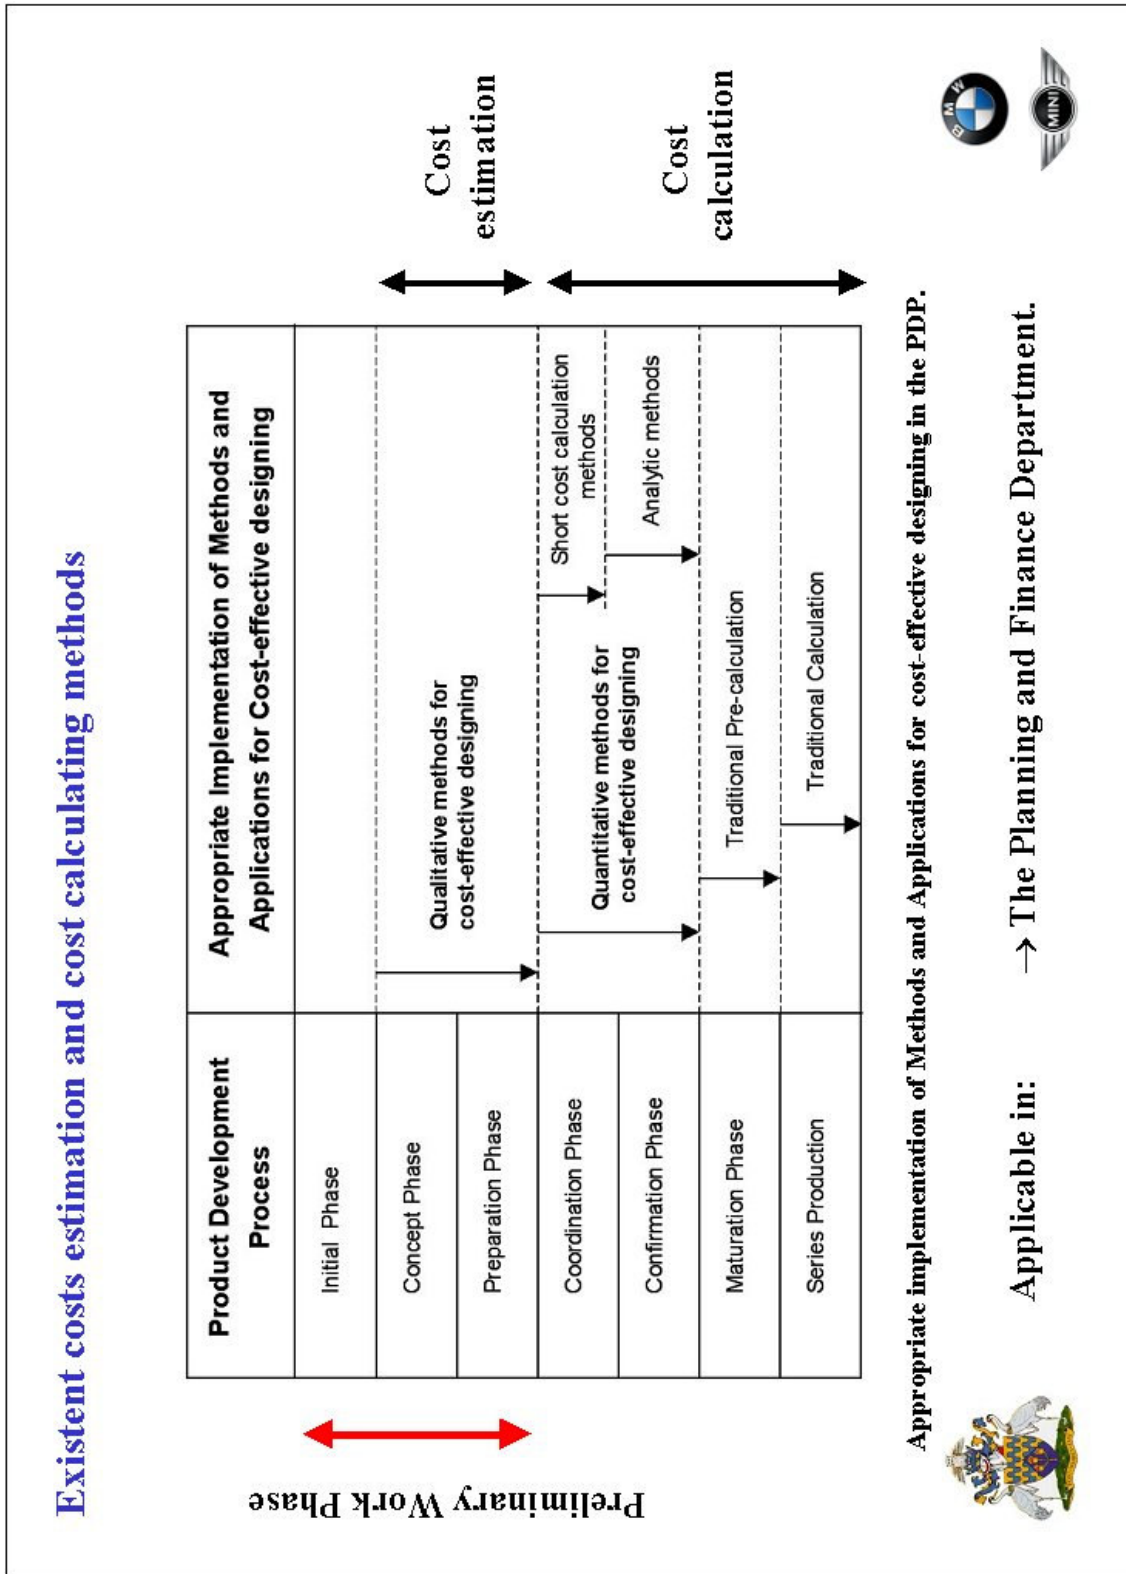 Existent costs estimation and cost calculating methods
Preliminary Work Phase
Product Development
Process
Appropriate Implementation of Methods and
Applications for Cost-effective designing
Initial Phase
Concept Phase
Preparation Phase
Coordination Phase
Confirmation Phase
Maturation Phase
Series Production
Qualitative methods for
cost-effective designing
Quantitative methods for
cost-effective designing
Short cost calculation
methods
Analytic methods
Traditional Pre-calculation
Traditional Calculation
Cost
estimation
Cost
calculation
Appropriate implementation of Methods and Applications for cost-effective designing in the PDP.
Applicable in:
→ The Planning and Finance Department.
BMW
MINI